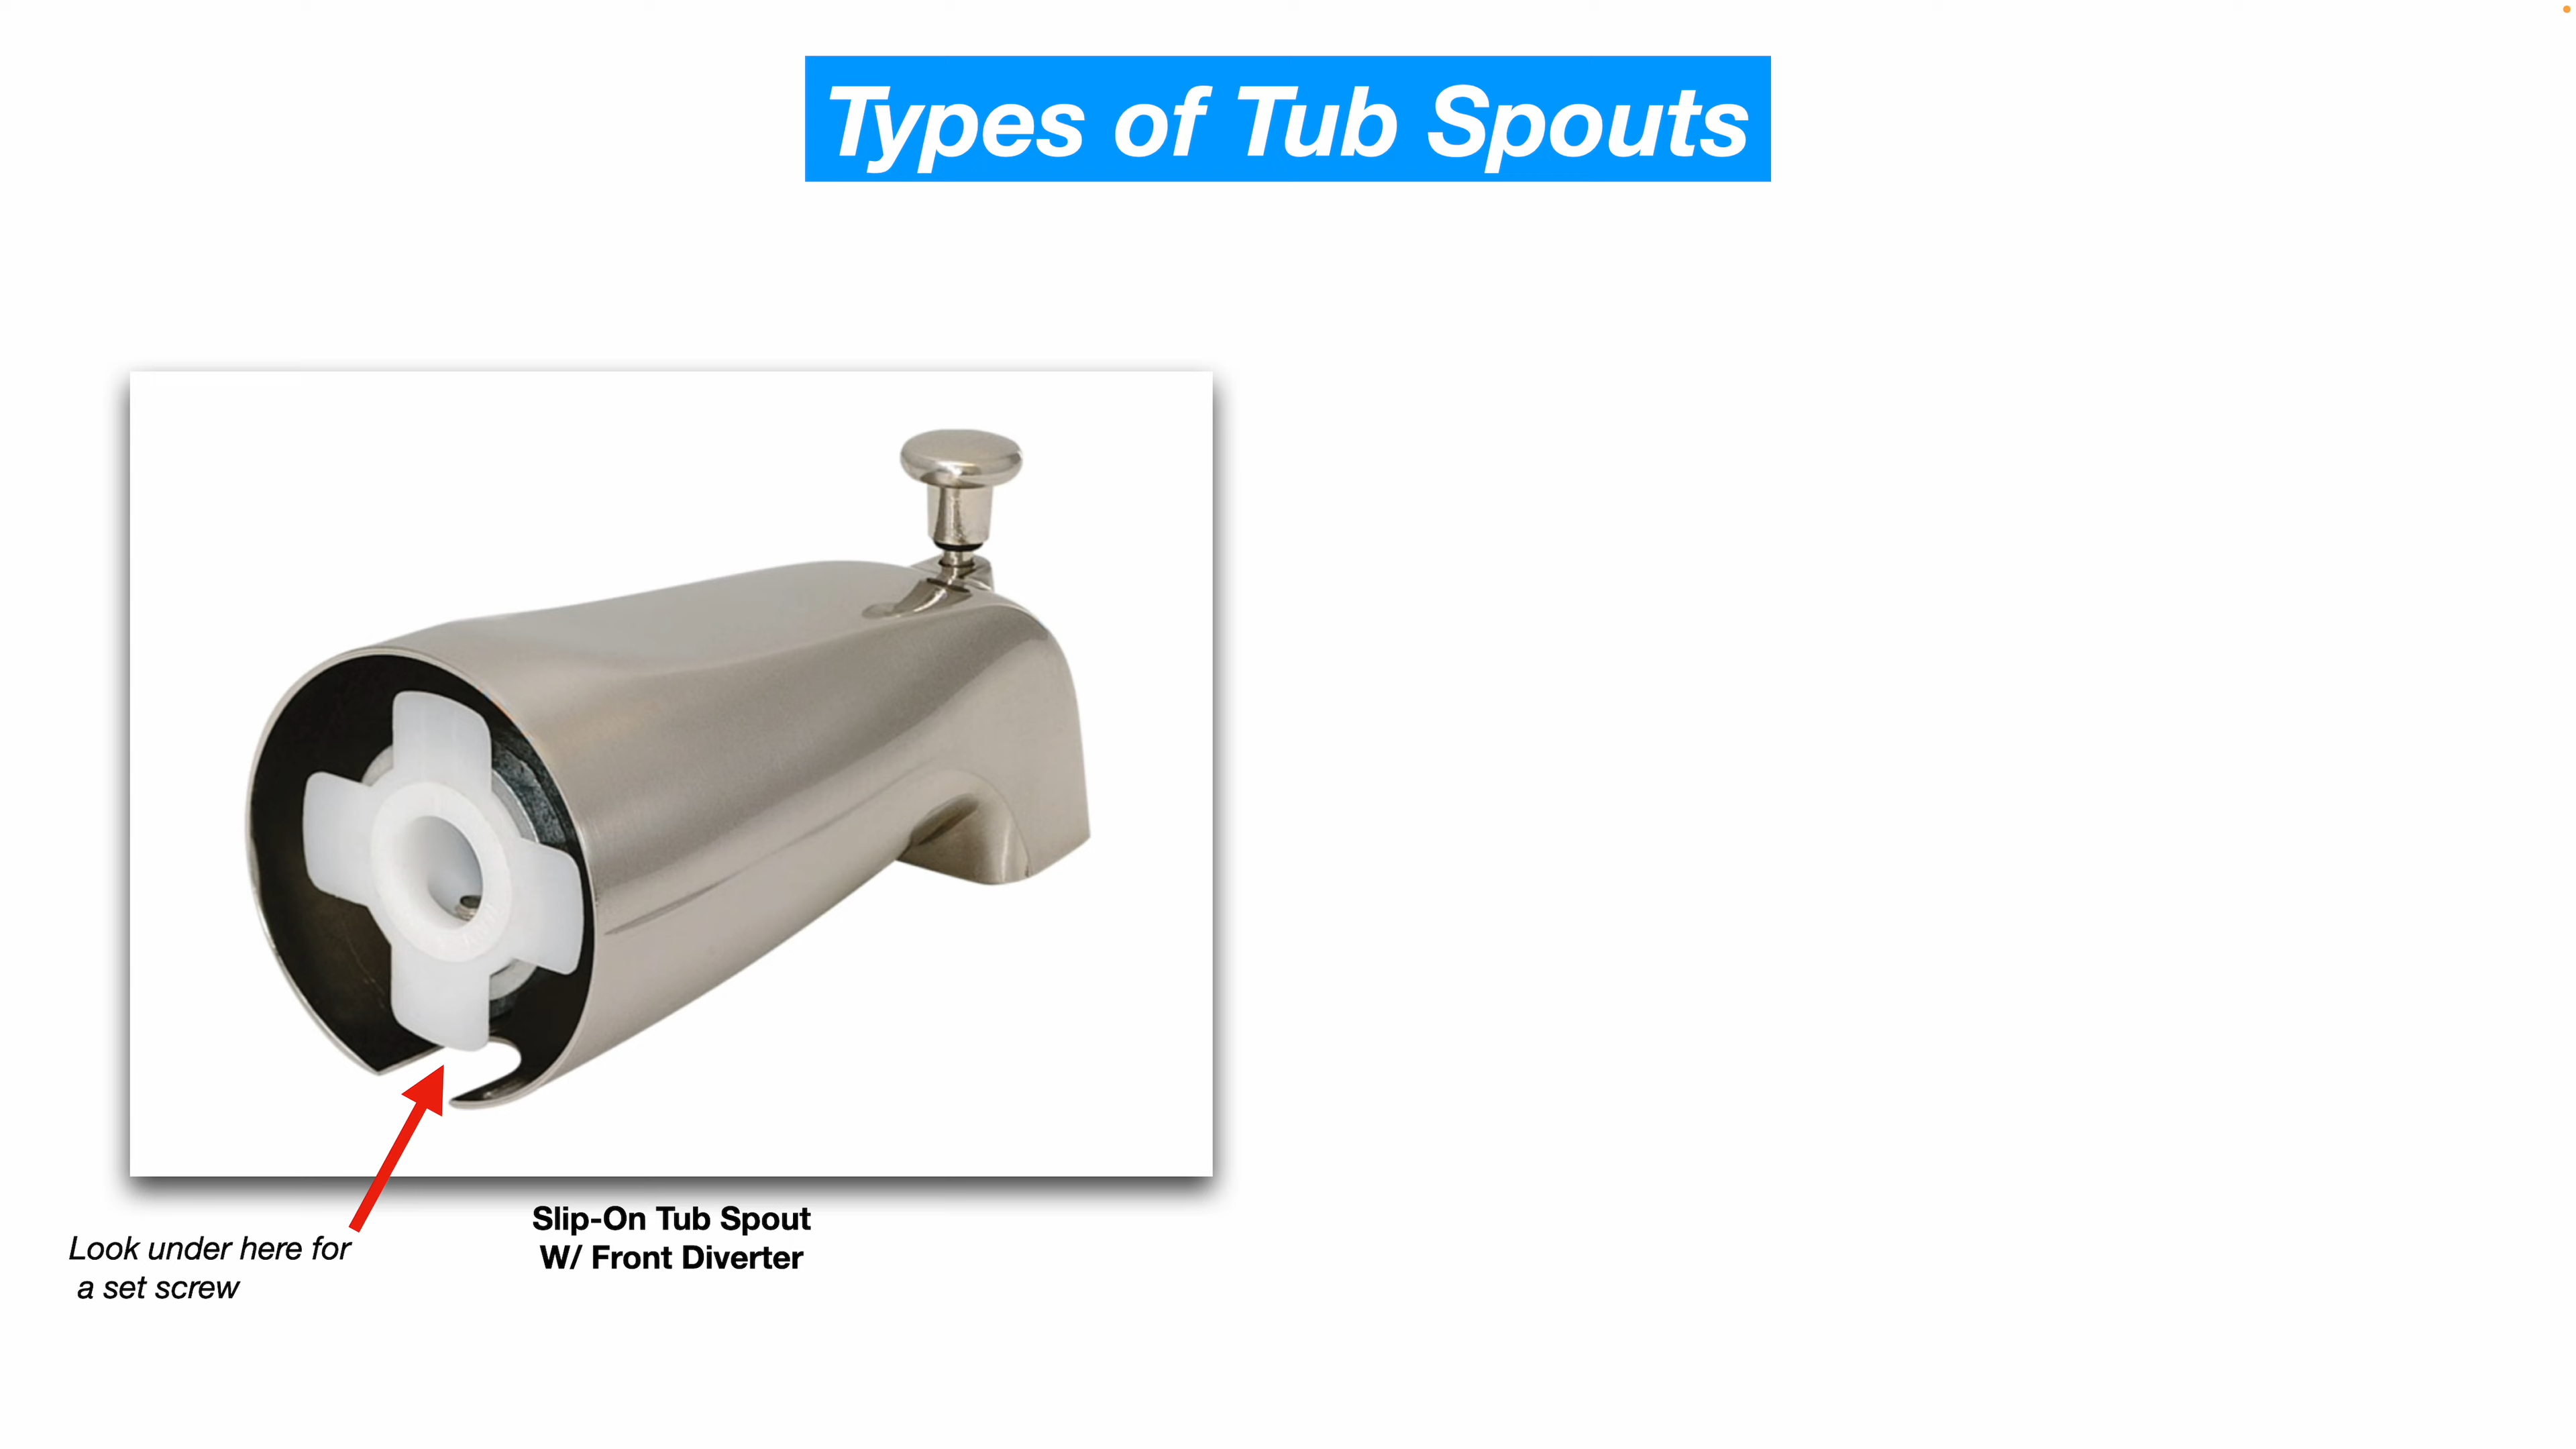 Types of Tub Spouts
Slip-On Tub Spout
W/ Front Diverter
Look under here for
a set screw